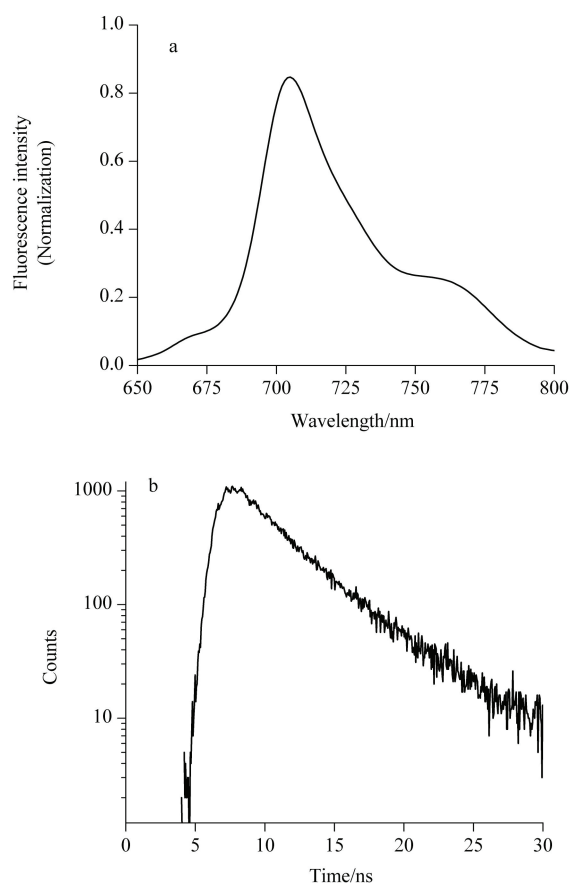 1.0
a
0.8
0.6
0.4
0.2
0.0
Fluorescence intensity
(Normalization)
650 675 700 725 750 775 800
Wavelength/nm
b
1000
100
10
Counts
0 5 10 15 20 25 30
Time/ns